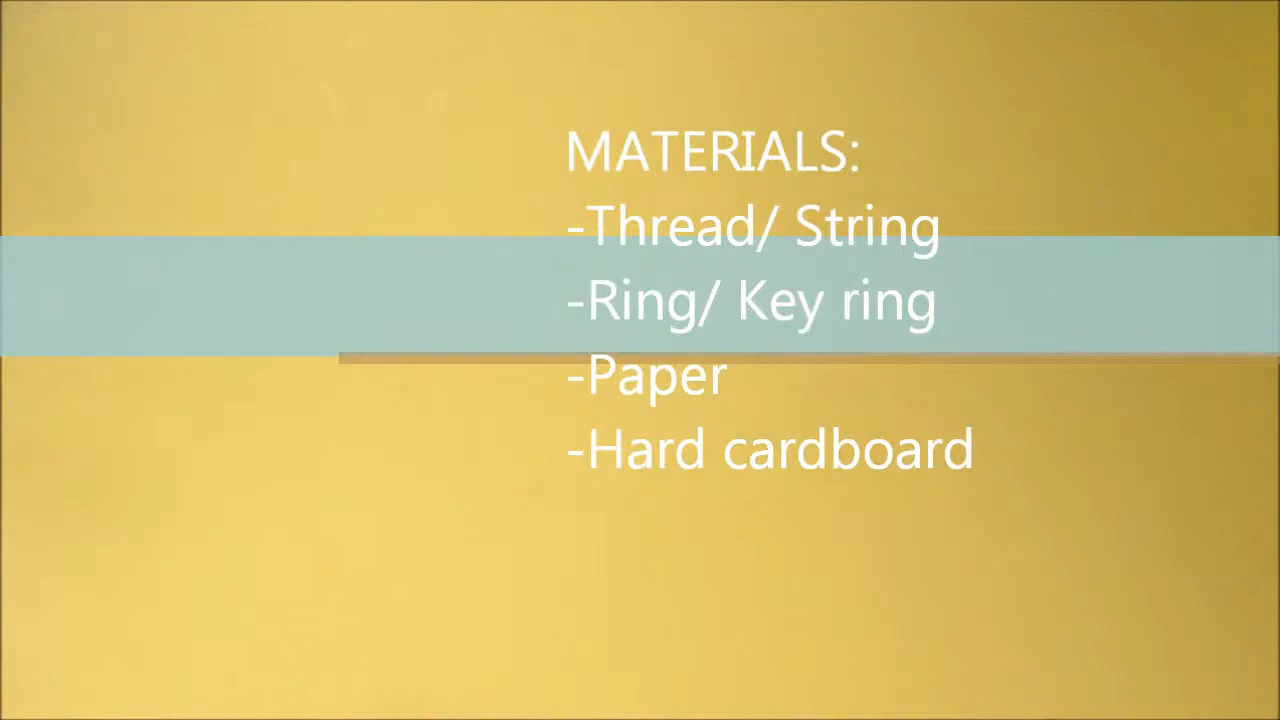 MATERIALS:
-Thread/ String
-Ring/ Key ring
-Paper
-Hard cardboard